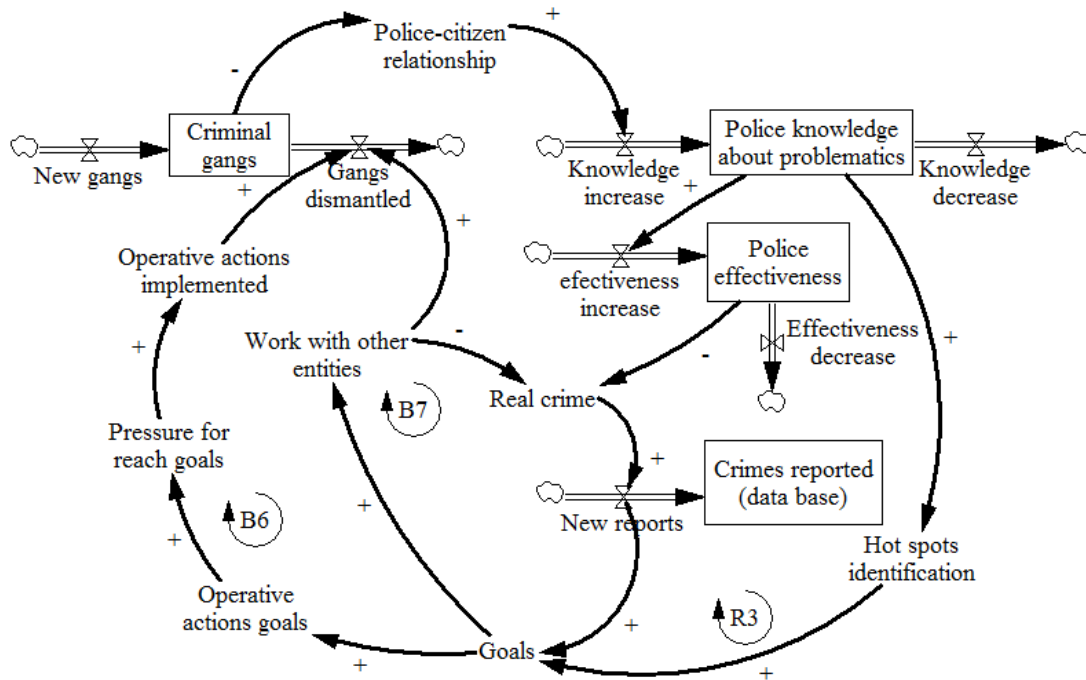 Police-citizen
relationship
+
-
Criminal
gangs
New gangs
Gangs
dismantled
+
+
Police knowledge
about problematics
Knowledge
increase
Knowledge
decrease
+
Police
effectiveness
efectiveness
increase
Effectiveness
decrease
Operative actions
implemented
+
Work with other
entities
-
-
+
Real crime
B7
Pressure for
reach goals
+
Crimes reported
(data base)
New reports
B6
+
+
Hot spots
identification
Operative
actions goals
R3
+
Goals
+
+